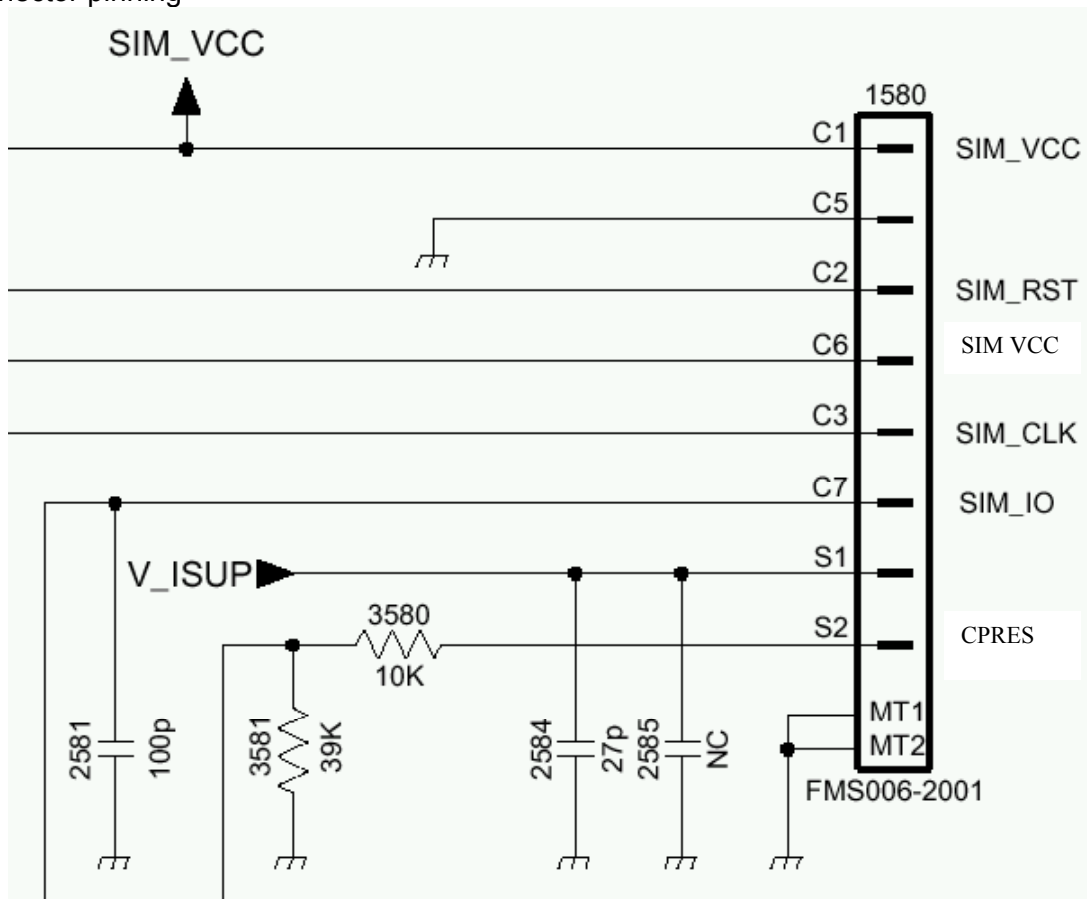 SIM_VCC
1580
C1 SIM_VCC
C5
C2 SIM_RST
C6 SIM VCC
C3 SIM_CLK
C7 SIM_IO
V_ISUP S1
3580
S2 CPRES
10K
2581 100p
3581 39K
2584 27p
2585 NC
MT1
MT2
FMS006-2001